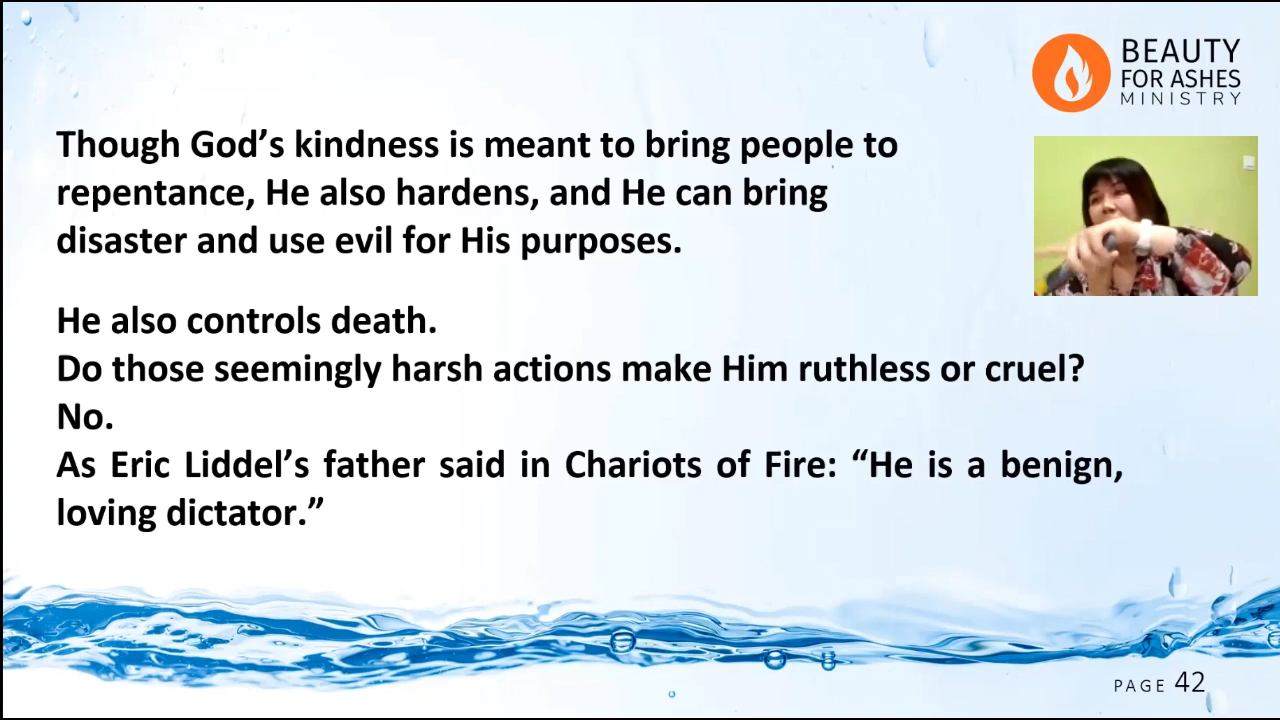 BEAUTY
FOR ASHES
MINISTRY
Though God’s kindness is meant to bring people to
repentance, He also hardens, and He can bring
disaster and use evil for His purposes.
He also controls death.
Do those seemingly harsh actions make Him ruthless or cruel?
No.
As Eric Liddel’s father said in Chariots of Fire: “He is a benign,
loving dictator.”
PAGE 42